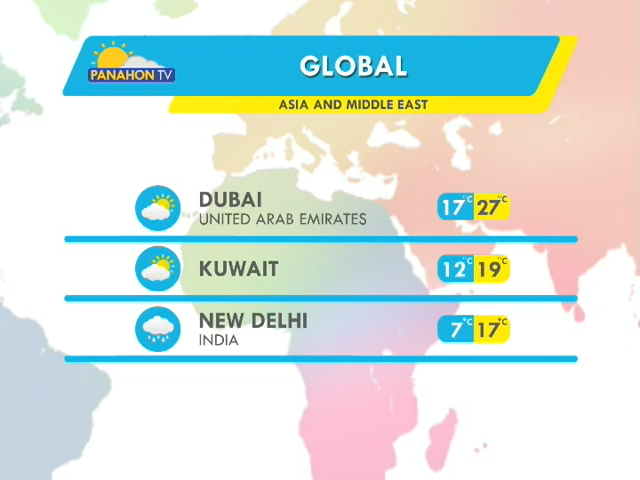 PANAHON TV
GLOBAL
ASIA AND MIDDLE EAST
DUBAI
UNITED ARAB EMIRATES
17°C 27°C
KUWAIT
12°C 19°C
NEW DELHI
INDIA
7°C 17°C